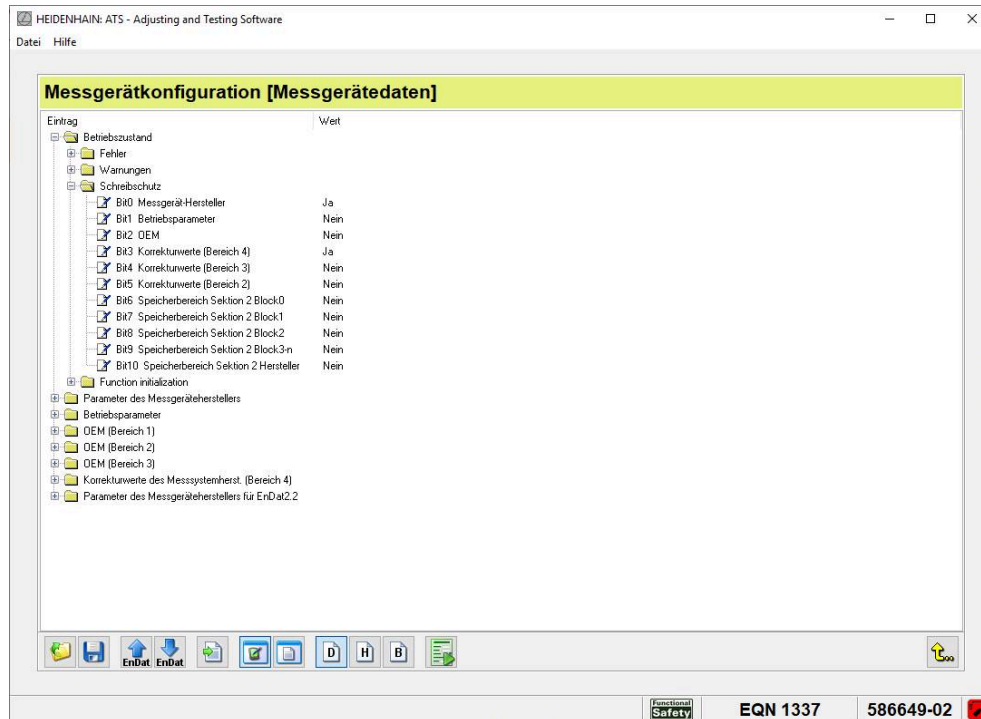 HEIDENHAIN: ATS - Adjusting and Testing Software
Datei Hilfe
Messgerätkonfiguration [Messgerätedaten]
Eintrag Wert
Betriebszustand
Fehler
Warnungen
Schreibschutz
Bit0 Messgerät-Hersteller Ja
Bit1 Betriebsparameter Nein
Bit2 OEM Nein
Bit3 Korrekturwerte (Bereich 4) Ja
Bit4 Korrekturwerte (Bereich 3) Nein
Bit5 Korrekturwerte (Bereich 2) Nein
Bit6 Speicherbereich Sektion 2 Block0 Nein
Bit7 Speicherbereich Sektion 2 Block1 Nein
Bit8 Speicherbereich Sektion 2 Block2 Nein
Bit9 Speicherbereich Sektion 2 Block3-n Nein
Bit10 Speicherbereich Sektion 2 Hersteller Nein
Function initialization
Parameter des Messgeräteherstellers
Betriebsparameter
OEM (Bereich 1)
OEM (Bereich 2)
OEM (Bereich 3)
Korrekturwerte des Messsystemherst. (Bereich 4)
Parameter des Messgeräteherstellers für EnDat2.2
EnDat EnDat D H B
Functional Safety EQN 1337 586649-02